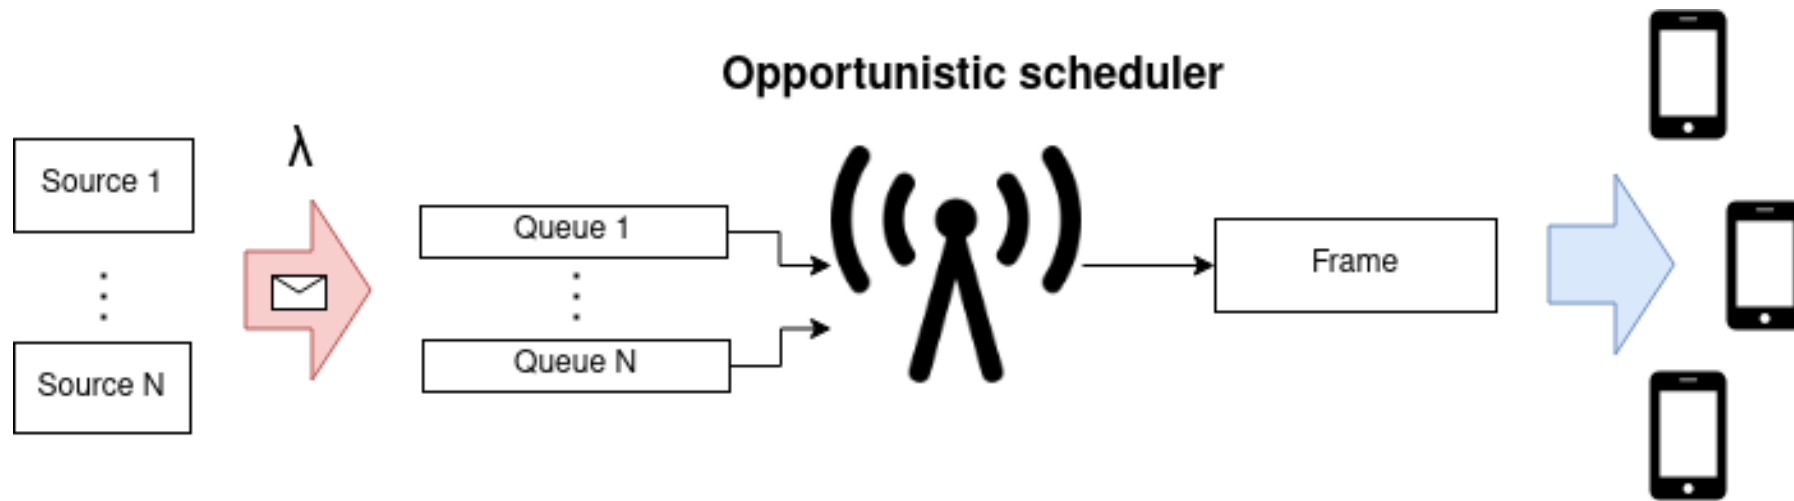 Opportunistic scheduler
λ
Source 1
Source N
Queue 1
Queue N
Frame